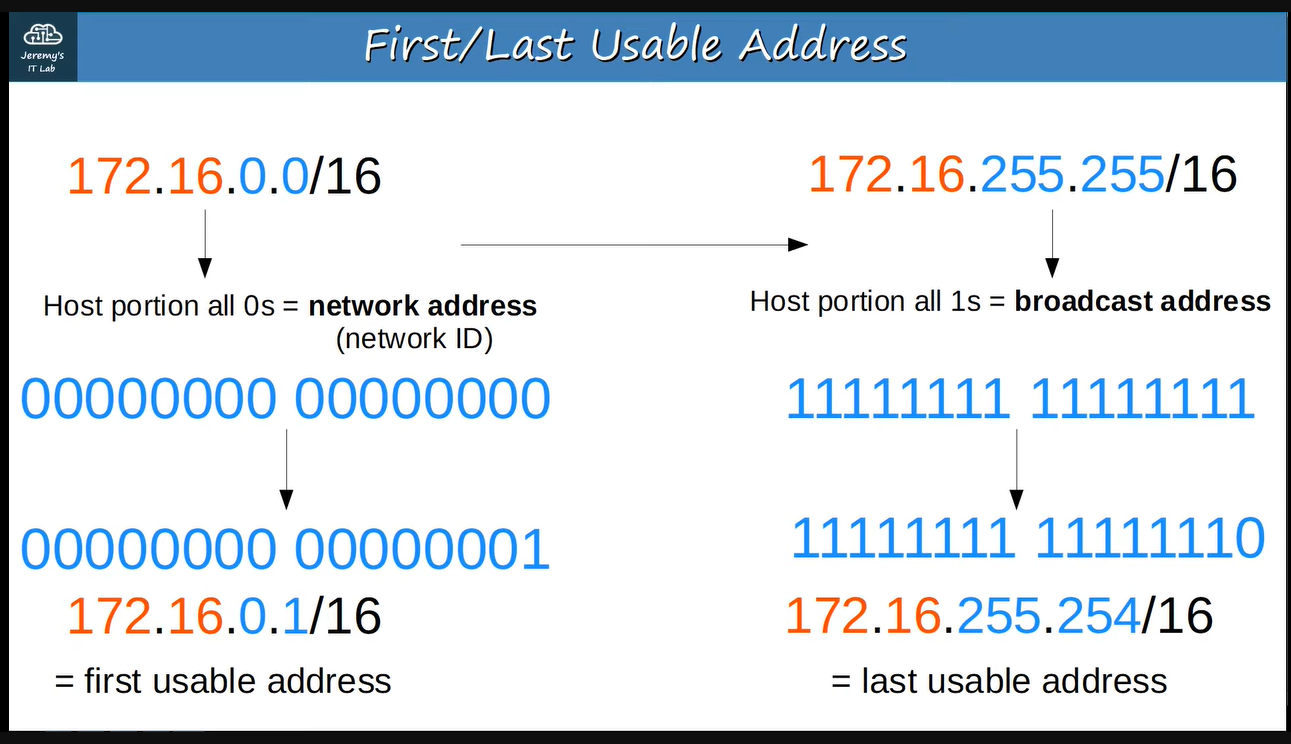 Jeremy's
IT Lab
First/Last Usable Address
172.16.0.0/16
Host portion all 0s = network address
(network ID)
00000000 00000000
00000000 00000001
172.16.0.1/16
= first usable address
172.16.255.255/16
Host portion all 1s = broadcast address
11111111 11111111
11111111 11111110
172.16.255.254/16
= last usable address